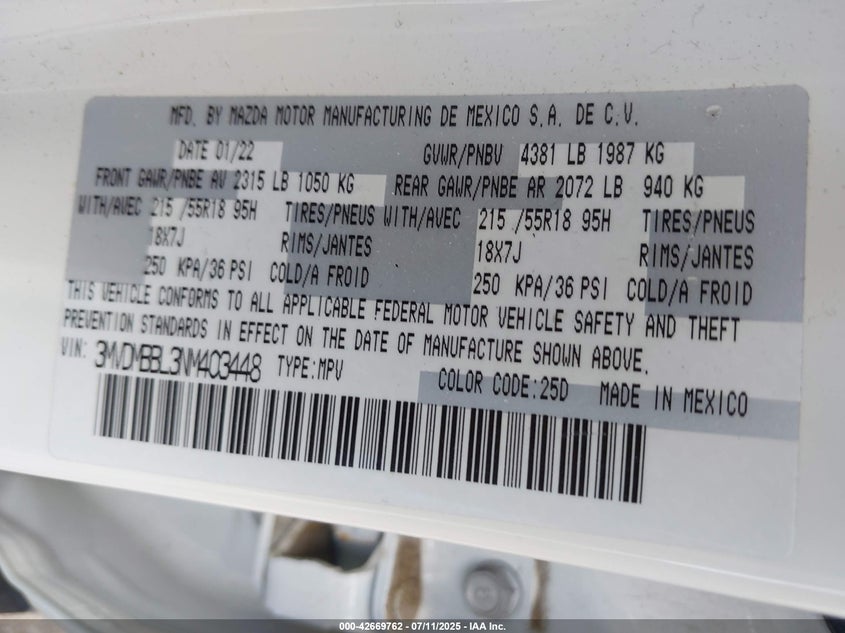 MFD. BY MAZDA MOTOR MANUFACTURING DE MEXICO S.A. DE C.V.
DATE 01/22 GVWR/PNBV 4381 LB 1987 KG
FRONT GAWR/PNBE AV 2315 LB 1050 KG REAR GAWR/PNBE AR 2072 LB 940 KG
WITH/AVEC 215 /55R18 95H TIRES/PNEUS WITH/AVEC 215 /55R18 95H TIRES/PNEUS
18X7J RIMS/JANTES 18X7J RIMS/JANTES
250 KPA/36 PSI COLD/A FROID 250 KPA/36 PSI COLD/A FROID
THIS VEHICLE CONFORMS TO ALL APPLICABLE FEDERAL MOTOR VEHICLE SAFETY AND THEFT
PREVENTION STANDARDS IN EFFECT ON THE DATE OF MANUFACTURE SHOWN ABOVE.
VIN: 3MVDMBBL3NM403448 TYPE:MPV
COLOR CODE:25D MADE IN MEXICO
000-42669762 - 07/11/2025 - IAA Inc.